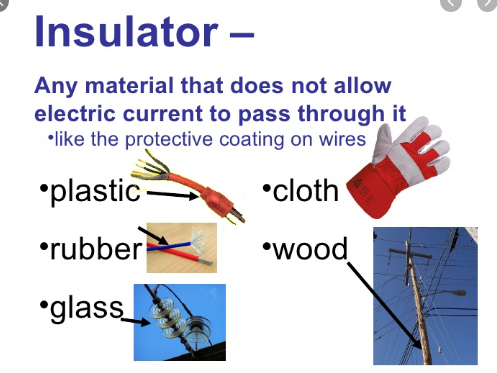 Insulator –
Any material that does not allow
electric current to pass through it
•like the protective coating on wires
•plastic
•cloth
•rubber
•wood
•glass